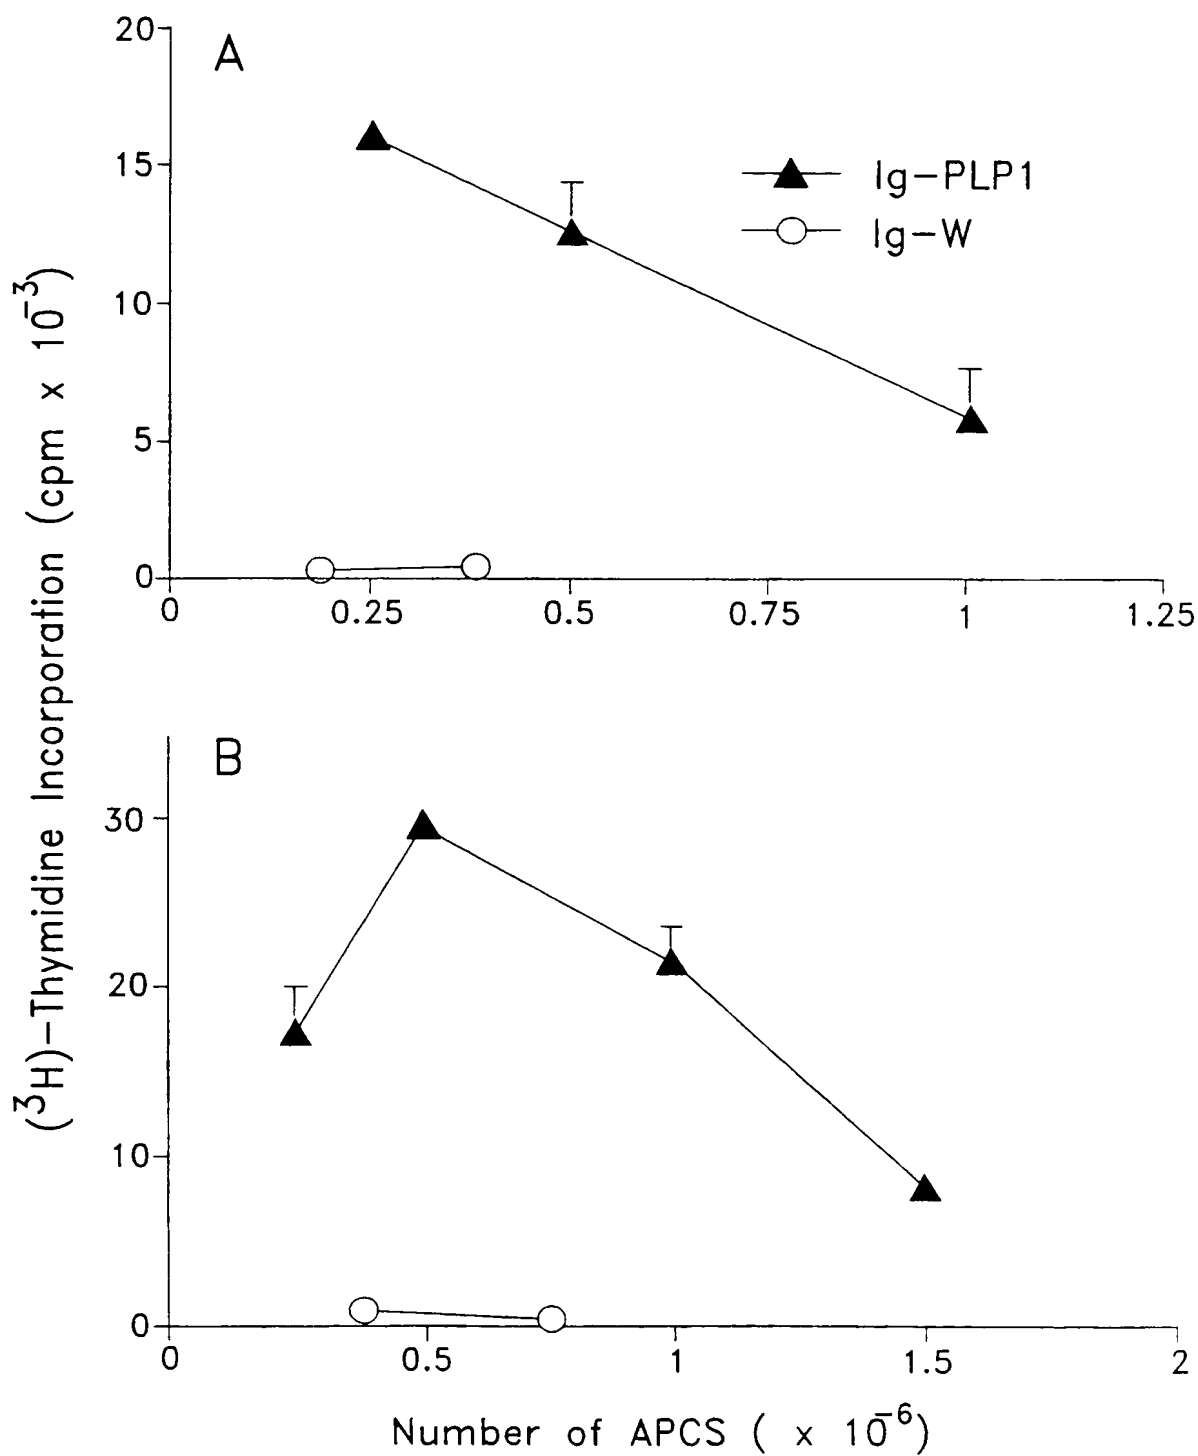 (³H)–Thymidine Incorporation (cpm x 10⁻³)
A
20
15
10
5
0
Ig–PLP1
Ig–W
0 0.25 0.5 0.75 1 1.25
B
30
20
10
0
0 0.5 1 1.5 2
Number of APCS ( x 10⁻⁶)